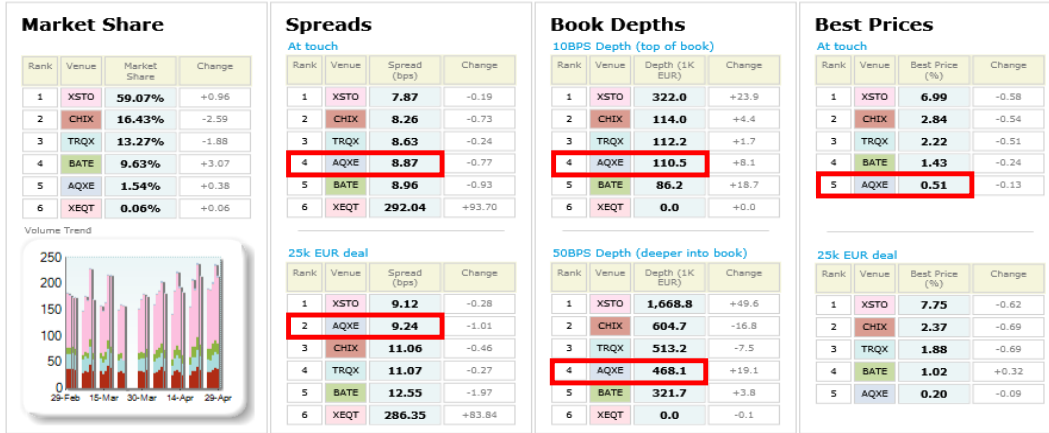 Market Share
Rank Venue Market Share Change
1 XSTO 59.07% +0.96
2 CHIX 16.43% -2.59
3 TRQX 13.27% -1.88
4 BATE 9.63% +3.07
5 AQXE 1.54% +0.38
6 XEQT 0.06% +0.06
Volume Trend
250
200
150
100
50
0
29-Feb 15-Mar 30-Mar 14-Apr 29-Apr
Spreads
At touch
Rank Venue Spread (bps) Change
1 XSTO 7.87 -0.19
2 CHIX 8.26 -0.73
3 TRQX 8.63 -0.24
4 AQXE 8.87 -0.77
5 BATE 8.96 -0.93
6 XEQT 292.04 +93.70
25k EUR deal
Rank Venue Spread (bps) Change
1 XSTO 9.12 -0.28
2 AQXE 9.24 -1.01
3 CHIX 11.06 -0.46
4 TRQX 11.07 -0.27
5 BATE 12.55 -1.97
6 XEQT 286.35 +83.84
Book Depths
10BPS Depth (top of book)
Rank Venue Depth (1K EUR) Change
1 XSTO 322.0 +23.9
2 CHIX 114.0 +4.4
3 TRQX 112.2 +1.7
4 AQXE 110.5 +8.1
5 BATE 86.2 +18.7
6 XEQT 0.0 +0.0
50BPS Depth (deeper into book)
Rank Venue Depth (1K EUR) Change
1 XSTO 1,668.8 +49.6
2 CHIX 604.7 -16.8
3 TRQX 513.2 -7.5
4 AQXE 468.1 +19.1
5 BATE 321.7 +3.8
6 XEQT 0.0 -0.1
Best Prices
At touch
Rank Venue Best Price (%) Change
1 XSTO 6.99 -0.58
2 CHIX 2.84 -0.54
3 TRQX 2.22 -0.51
4 BATE 1.43 -0.24
5 AQXE 0.51 -0.13
25k EUR deal
Rank Venue Best Price (%) Change
1 XSTO 7.75 -0.62
2 CHIX 2.37 -0.69
3 TRQX 1.88 -0.69
4 BATE 1.02 +0.32
5 AQXE 0.20 -0.09